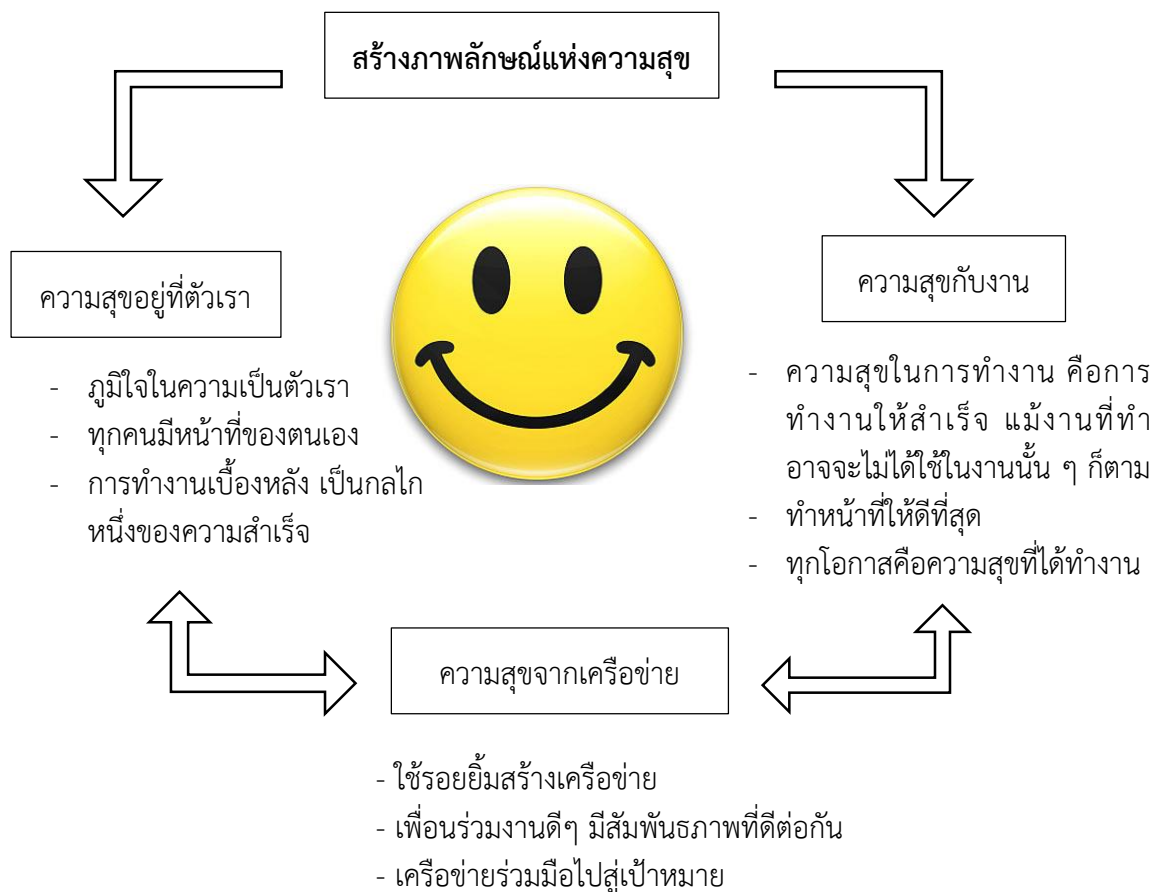 สร้างภาพลักษณ์แห่งความสุข
ความสุขอยู่ที่ตัวเรา
- ภูมิใจในความเป็นตัวเรา
- ทุกคนมีหน้าที่ของตนเอง
- การทำงานเบื้องหลัง เป็นกลไก
หนึ่งของความสำเร็จ
ความสุขกับงาน
- ความสุขในการทำงาน คือการ
ทำงานให้สำเร็จ แม้งานที่ทำ
อาจจะไม่ได้ใช้ในงานนั้น ๆ ก็ตาม
- ทำหน้าที่ให้ดีที่สุด
- ทุกโอกาสคือความสุขที่ได้ทำงาน
ความสุขจากเครือข่าย
- ใช้รอยยิ้มสร้างเครือข่าย
- เพื่อนร่วมงานดีๆ มีสัมพันธภาพที่ดีต่อกัน
- เครือข่ายร่วมมือไปสู่เป้าหมาย